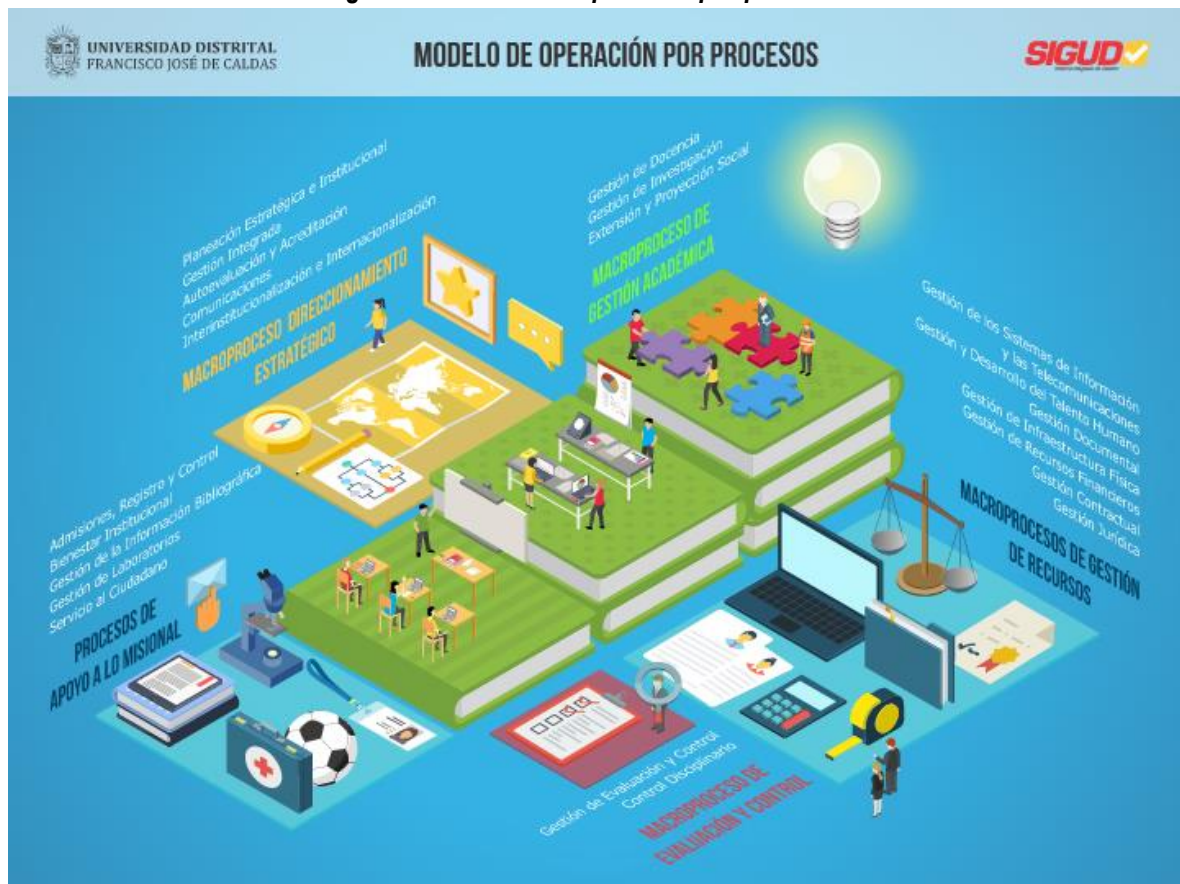 UNIVERSIDAD DISTRITAL
FRANCISCO JOSÉ DE CALDAS
MODELO DE OPERACIÓN POR PROCESOS
SIGUD
Planeación Estratégica e Institucional
Gestión Integrada
Autoevaluación y Acreditación
Comunicaciones
Interinstitucionalización e Internacionalización
MACROPROCESO DIRECCIONAMIENTO
ESTRATÉGICO
Gestión de Docencia
Gestión de Investigación
Extensión y Proyección Social
MACROPROCESO DE
GESTIÓN ACADÉMICA
Gestión de los Sistemas de Información
y las Telecomunicaciones
Gestión y Desarrollo del Talento Humano
Gestión Documental
Gestión de Infraestructura Física
Gestión de Recursos Financieros
Gestión Contractual
Gestión Jurídica
MACROPROCESOS DE GESTIÓN
DE RECURSOS
Admisiones, Registro y Control
Bienestar Institucional
Gestión de la Información Bibliográfica
Gestión de Laboratorios
Servicio al Ciudadano
PROCESOS DE
APOYO A LO MISIONAL
Gestión de Evaluación y Control
Control Disciplinario
MACROPROCESO DE
EVALUACIÓN Y CONTROL